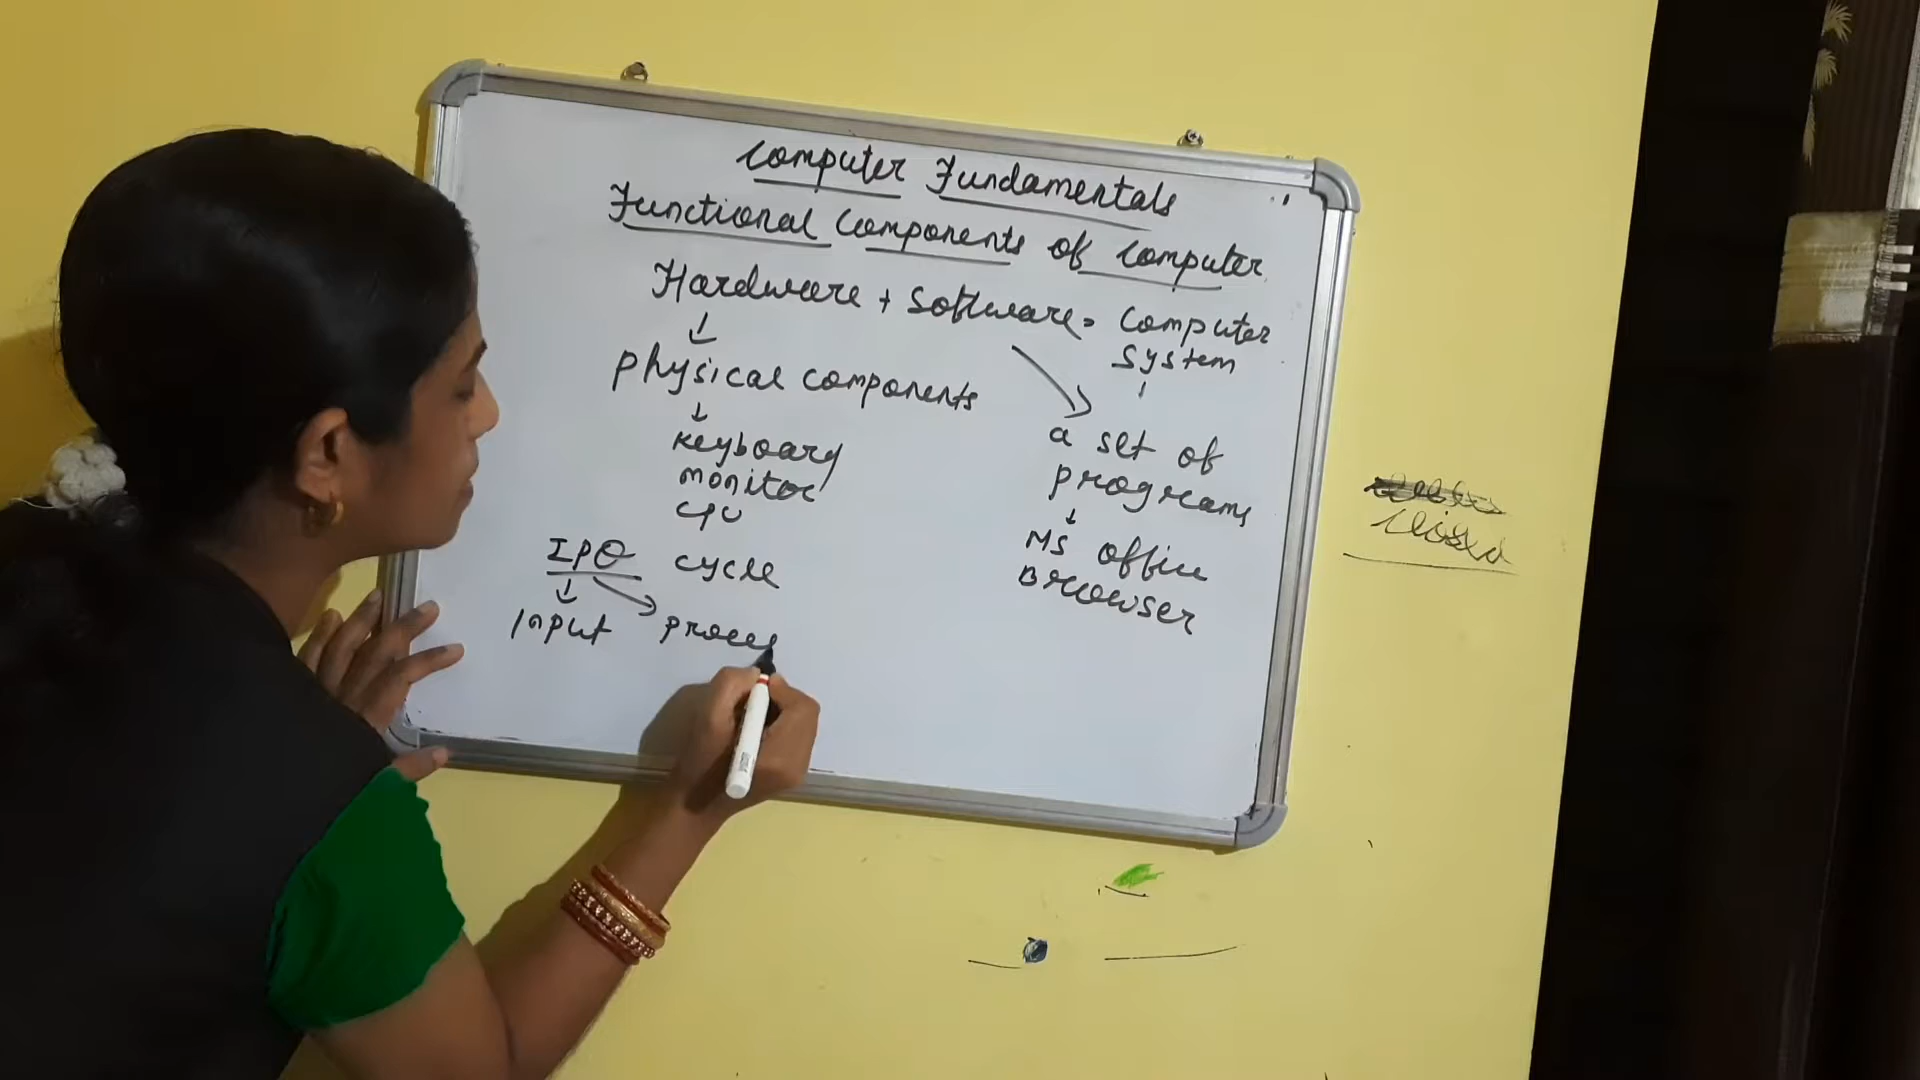 Computer Fundamentals
Functional Components of Computer
Hardware + Software = Computer System
Physical components
a set of programs
Keyboard
monitor
CPU
MS office
Browser
IPO cycle
Input
proces